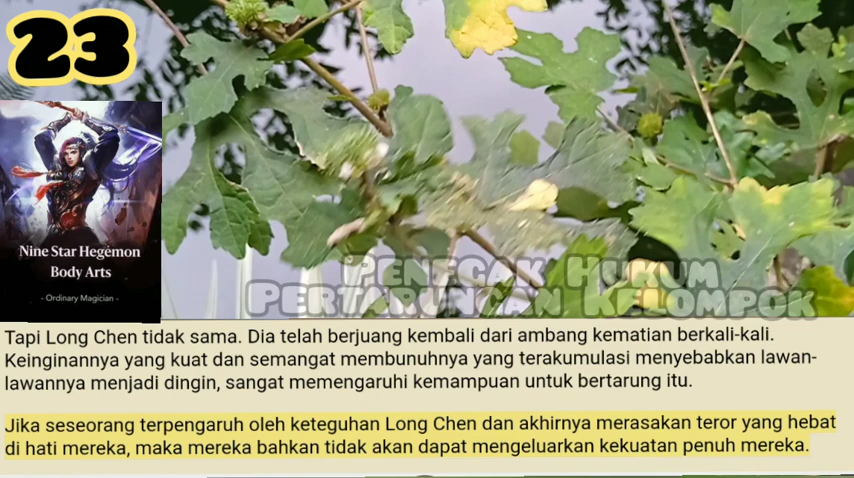 23
Nine Star Hegemon
Body Arts
- Ordinary Magician -
Penegak Hukum
Pertarungan Kelompok
Tapi Long Chen tidak sama. Dia telah berjuang kembali dari ambang kematian berkali-kali.
Keinginannya yang kuat dan semangat membunuhnya yang terakumulasi menyebabkan lawan-
lawannya menjadi dingin, sangat memengaruhi kemampuan untuk bertarung itu.
Jika seseorang terpengaruh oleh keteguhan Long Chen dan akhirnya merasakan teror yang hebat
di hati mereka, maka mereka bahkan tidak akan dapat mengeluarkan kekuatan penuh mereka.